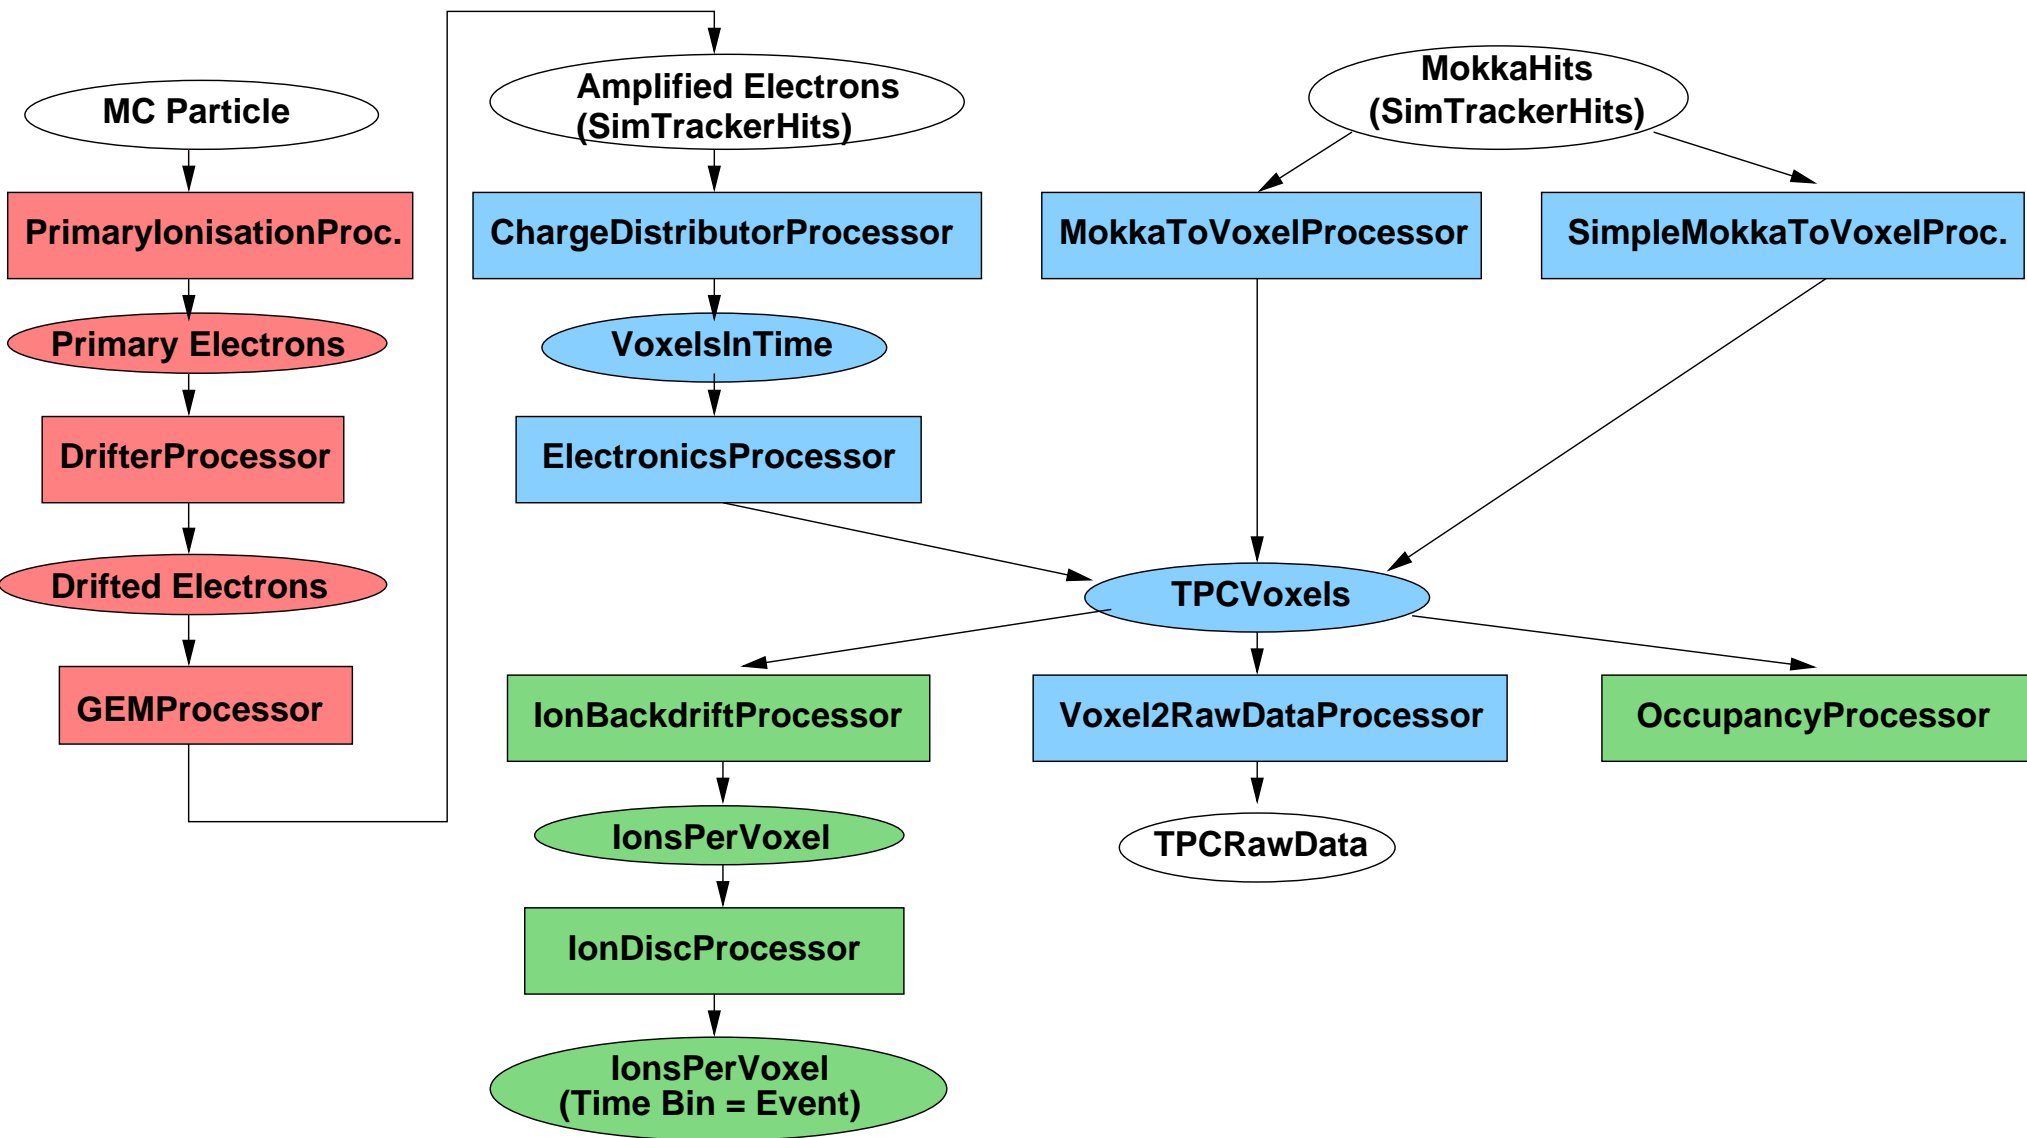 MC Particle
PrimaryIonisationProc.
Primary Electrons
DrifterProcessor
Drifted Electrons
GEMProcessor
Amplified Electrons
(SimTrackerHits)
ChargeDistributorProcessor
VoxelsInTime
ElectronicsProcessor
MokkaHits
(SimTrackerHits)
MokkaToVoxelProcessor
SimpleMokkaToVoxelProc.
TPCVoxels
IonBackdriftProcessor
Voxel2RawDataProcessor
OccupancyProcessor
IonsPerVoxel
TPCRawData
IonDiscProcessor
IonsPerVoxel
(Time Bin = Event)